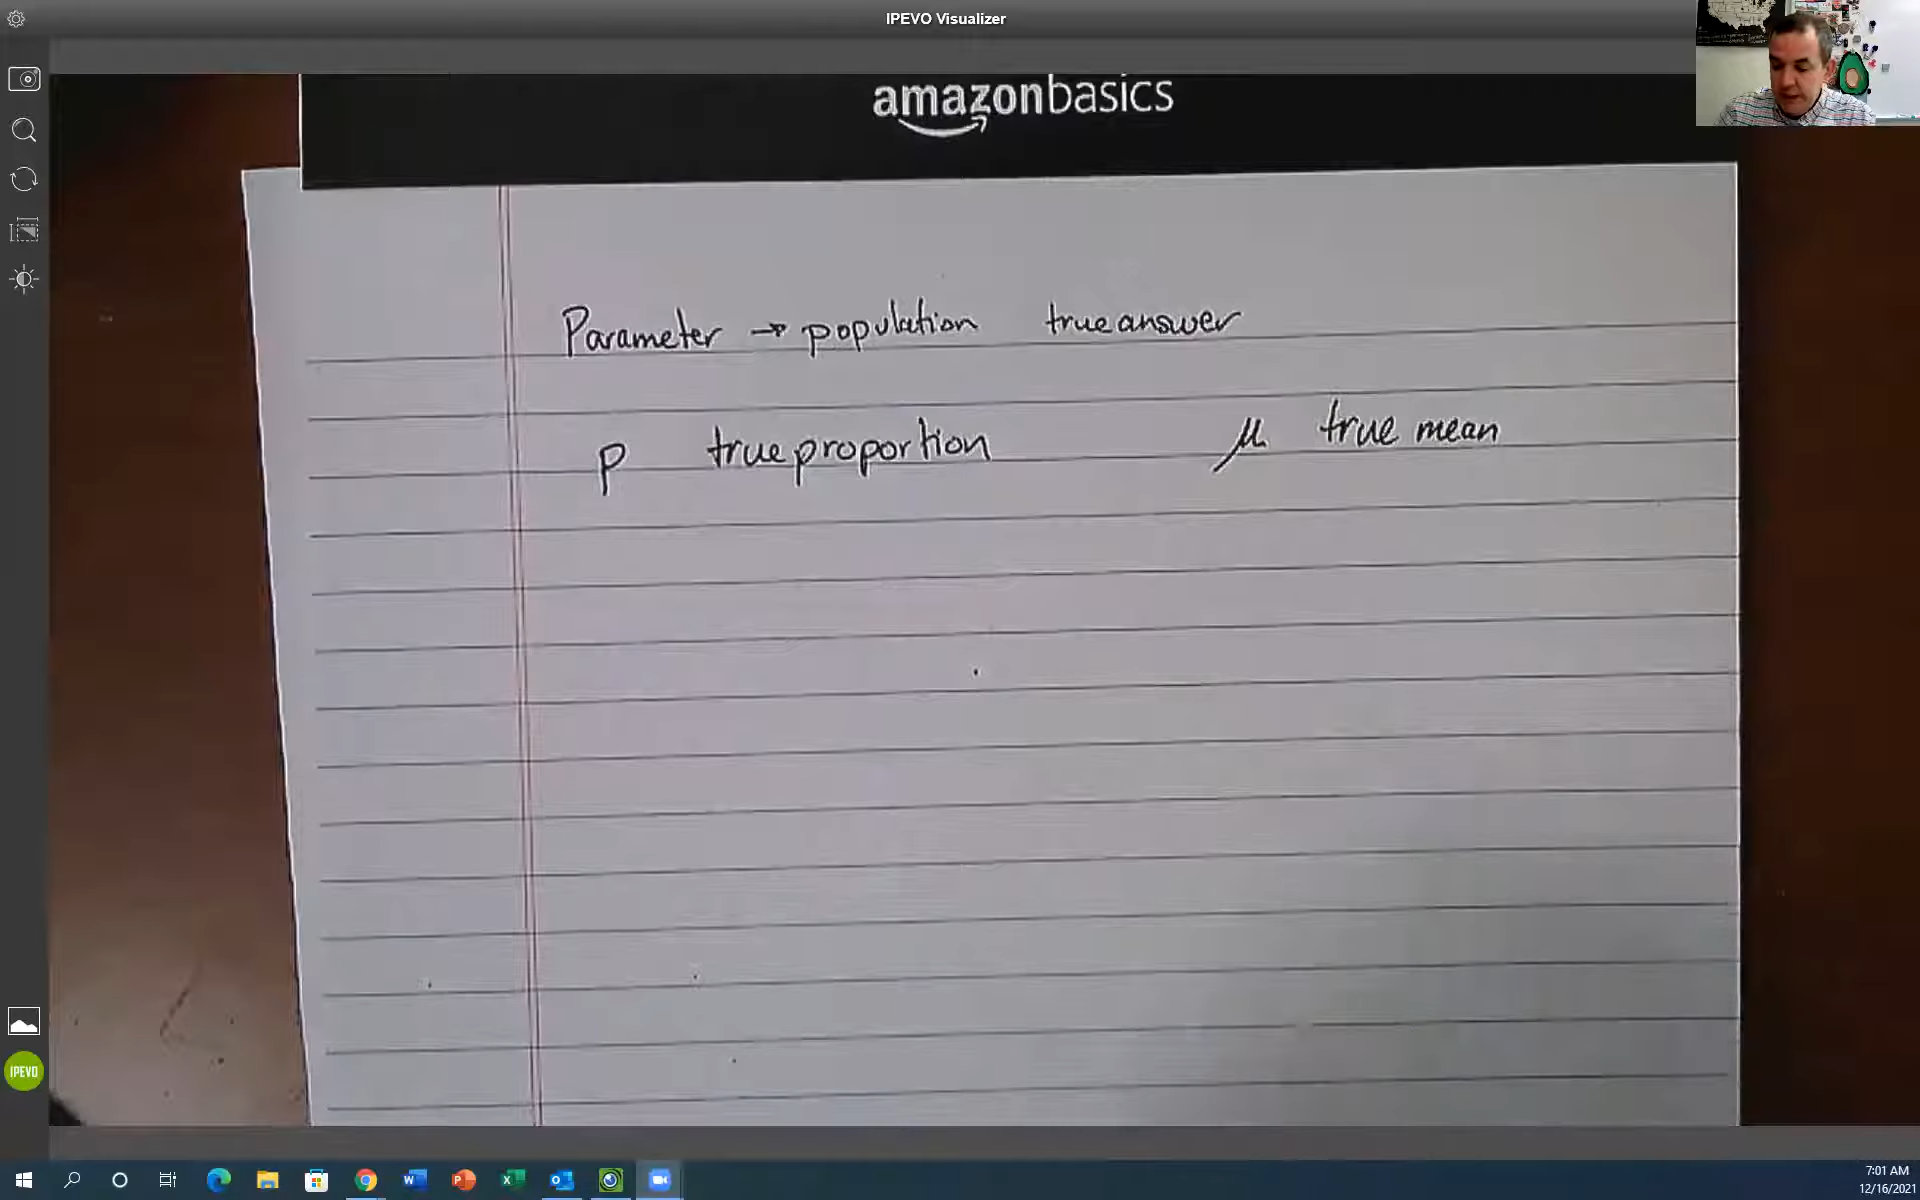 IPEVO Visualizer
amazonbasics
Parameter → population true answer
p true proportion μ true mean
IPEVO
7:01 AM
12/16/2021